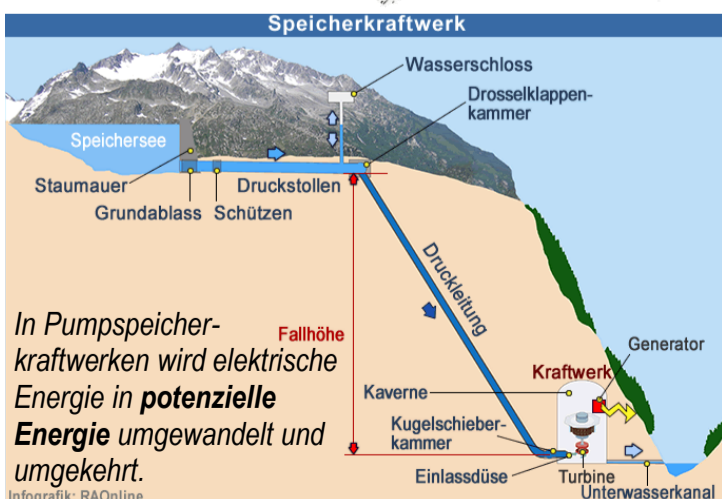 Speicherkraftwerk
Wasserschloss
Drosselklappen-
kammer
Speichersee
Staumauer
Druckstollen
Grundablass
Schützen
Druckleitung
In Pumpspeicher-
kraftwerken wird elektrische
Energie in potenzielle
Energie umgewandelt und
umgekehrt.
Fallhöhe
Generator
Kraftwerk
Kaverne
Kugelschieber-
kammer
Einlassdüse
Turbine
Unterwasserkanal
Infografik: RAOnline